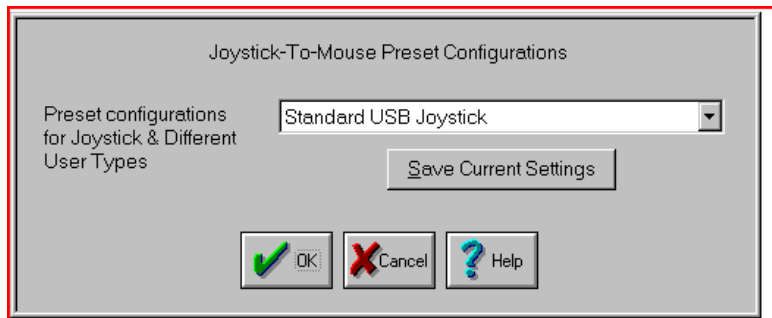 Joystick-To-Mouse Preset Configurations
Preset configurations
for Joystick & Different
User Types
Standard USB Joystick
Save Current Settings
OK
Cancel
Help